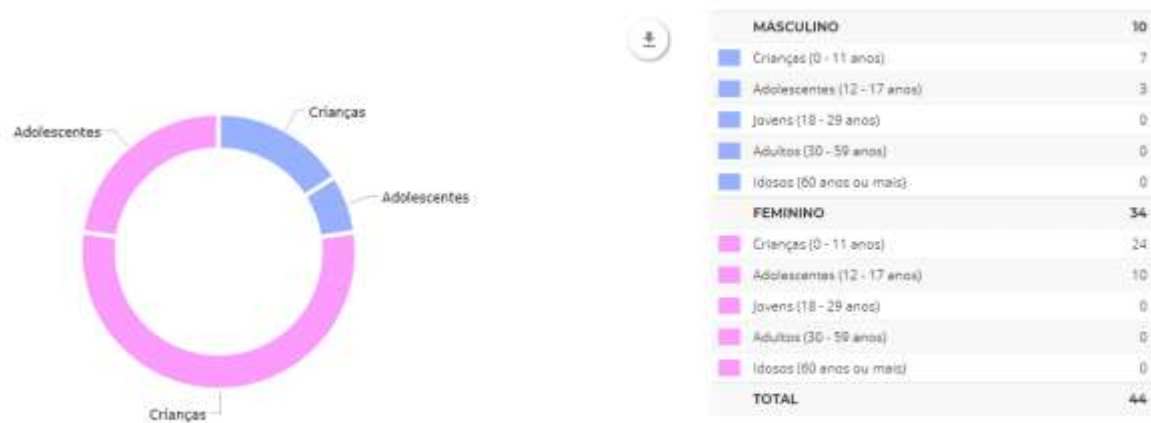 Adolescentes
Crianças
Adolescentes
Crianças
MASCULINO 10
Crianças (0 - 11 anos) 7
Adolescentes (12 - 17 anos) 3
Jovens (18 - 29 anos) 0
Adultos (30 - 59 anos) 0
Idosos (60 anos ou mais) 0
FEMININO 34
Crianças (0 - 11 anos) 24
Adolescentes (12 - 17 anos) 10
Jovens (18 - 29 anos) 0
Adultos (30 - 59 anos) 0
Idosos (60 anos ou mais) 0
TOTAL 44